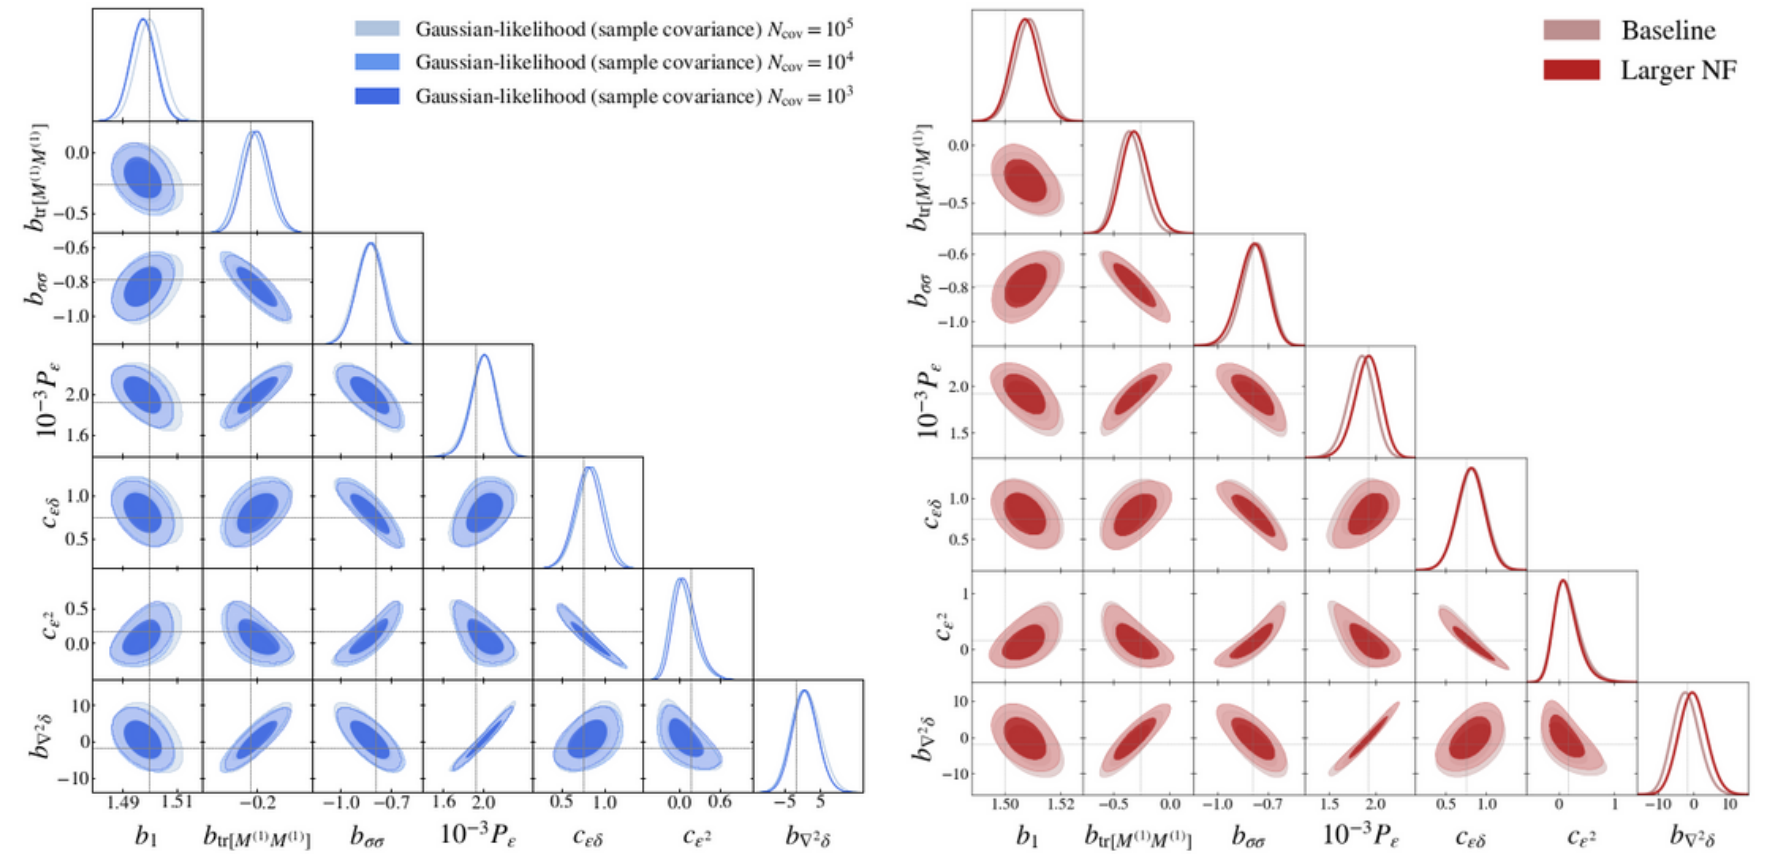 Gaussian-likelihood (sample covariance) N_cov = 10^5
Gaussian-likelihood (sample covariance) N_cov = 10^4
Gaussian-likelihood (sample covariance) N_cov = 10^3
b_tr[M^(1)M^(1)]
0.0
−0.5
b_σσ
−0.6
−0.8
−1.0
10^−3 P_ε
2.0
1.6
c_εδ
1.0
0.5
c_ε^2
0.5
0.0
b_∇^2δ
10
0
−10
1.49 1.51 −0.2 −1.0 −0.7 1.6 2.0 0.5 1.0 0.0 0.6 −5 5
b_1 b_tr[M^(1)M^(1)] b_σσ 10^−3 P_ε c_εδ c_ε^2 b_∇^2δ
Baseline
Larger NF
b_tr[M^(1)M^(1)]
0.0
−0.5
b_σσ
−0.6
−0.8
−1.0
10^−3 P_ε
2.0
1.5
c_εδ
1.0
0.5
c_ε^2
1
0
b_∇^2δ
10
0
−10
1.50 1.52 −0.5 0.0 −1.0 −0.7 1.5 2.0 0.5 1.0 0 1 −10 0 10
b_1 b_tr[M^(1)M^(1)] b_σσ 10^−3 P_ε c_εδ c_ε^2 b_∇^2δ